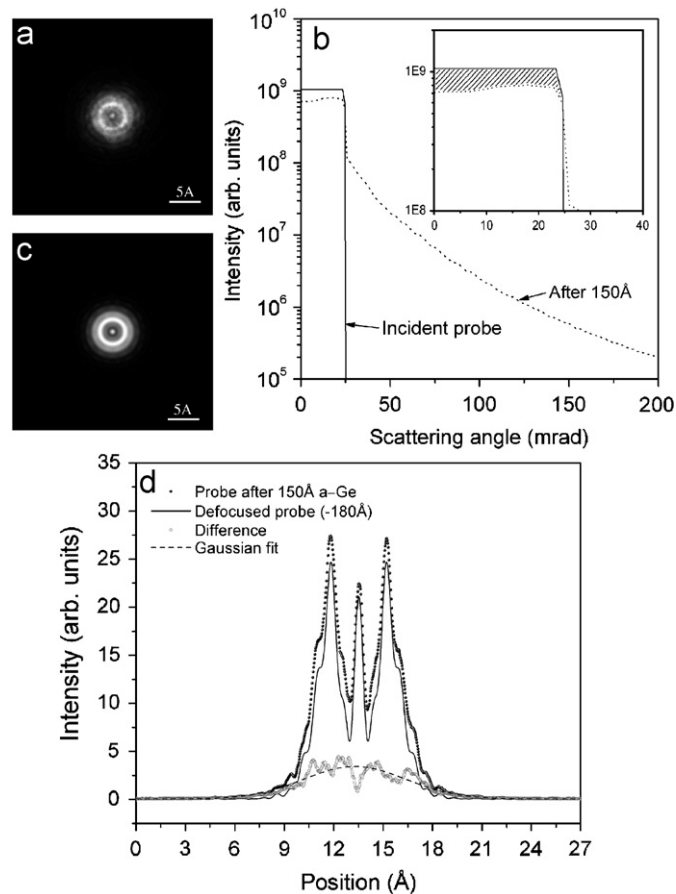 a
5A
b
10^10
10^9
10^8
10^7
10^6
10^5
Intensity (arb. units)
0
50
100
150
200
Scattering angle (mrad)
After 150Å
Incident probe
1E9
1E8
0
10
20
30
40
c
5A
d
35
30
25
20
15
10
5
0
Intensity (arb. units)
Probe after 150Å a–Ge
Defocused probe (-180Å)
Difference
Gaussian fit
0
3
6
9
12
15
18
21
24
27
Position (Å)